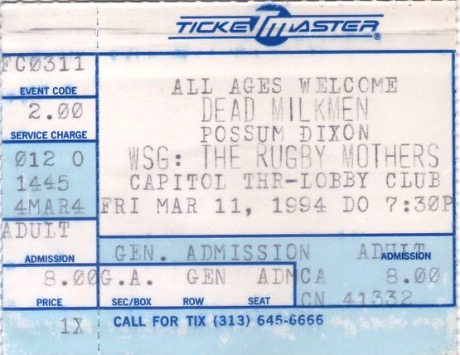 TICKETMASTER®
FC0311
EVENT CODE
2.00
SERVICE CHARGE
012 0
1445
4MAR4
ADULT
ADMISSION
8.00
PRICE
1X
ALL AGES WELCOME
DEAD MILKMEN
POSSUM DIXON
WSG: THE RUGBY MOTHERS
CAPITOL THR-LOBBY CLUB
FRI MAR 11, 1994 DO 7:30P
GEN. ADMISSION ADULT
ADMISSION
G.A. GEN ADM CA 8.00
SEC/BOX ROW SEAT
CN 41332
CALL FOR TIX (313) 645-6666